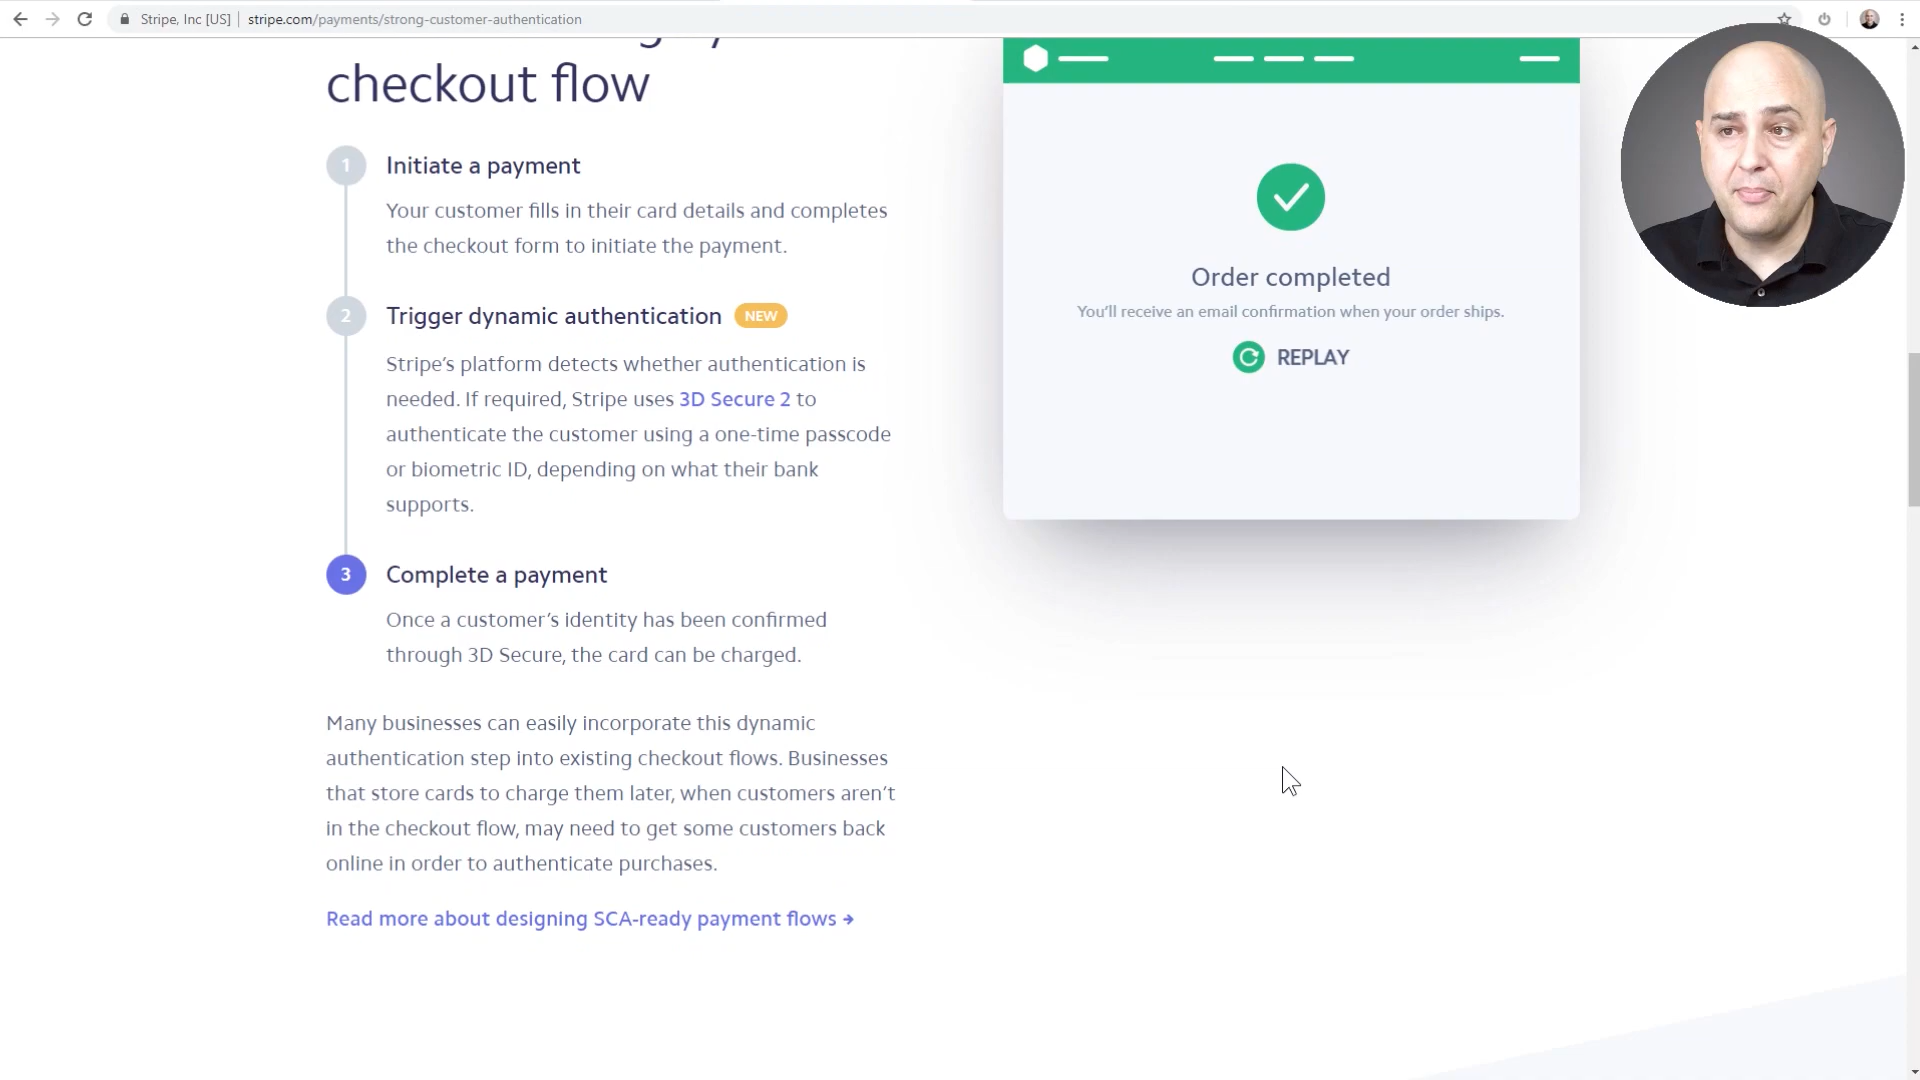 Stripe, Inc [US] | stripe.com/payments/strong-customer-authentication
checkout flow
1 Initiate a payment
Your customer fills in their card details and completes
the checkout form to initiate the payment.
2 Trigger dynamic authentication NEW
Stripe’s platform detects whether authentication is
needed. If required, Stripe uses 3D Secure 2 to
authenticate the customer using a one-time passcode
or biometric ID, depending on what their bank
supports.
3 Complete a payment
Once a customer’s identity has been confirmed
through 3D Secure, the card can be charged.
Many businesses can easily incorporate this dynamic
authentication step into existing checkout flows. Businesses
that store cards to charge them later, when customers aren’t
in the checkout flow, may need to get some customers back
online in order to authenticate purchases.
Read more about designing SCA-ready payment flows →
Order completed
You’ll receive an email confirmation when your order ships.
REPLAY